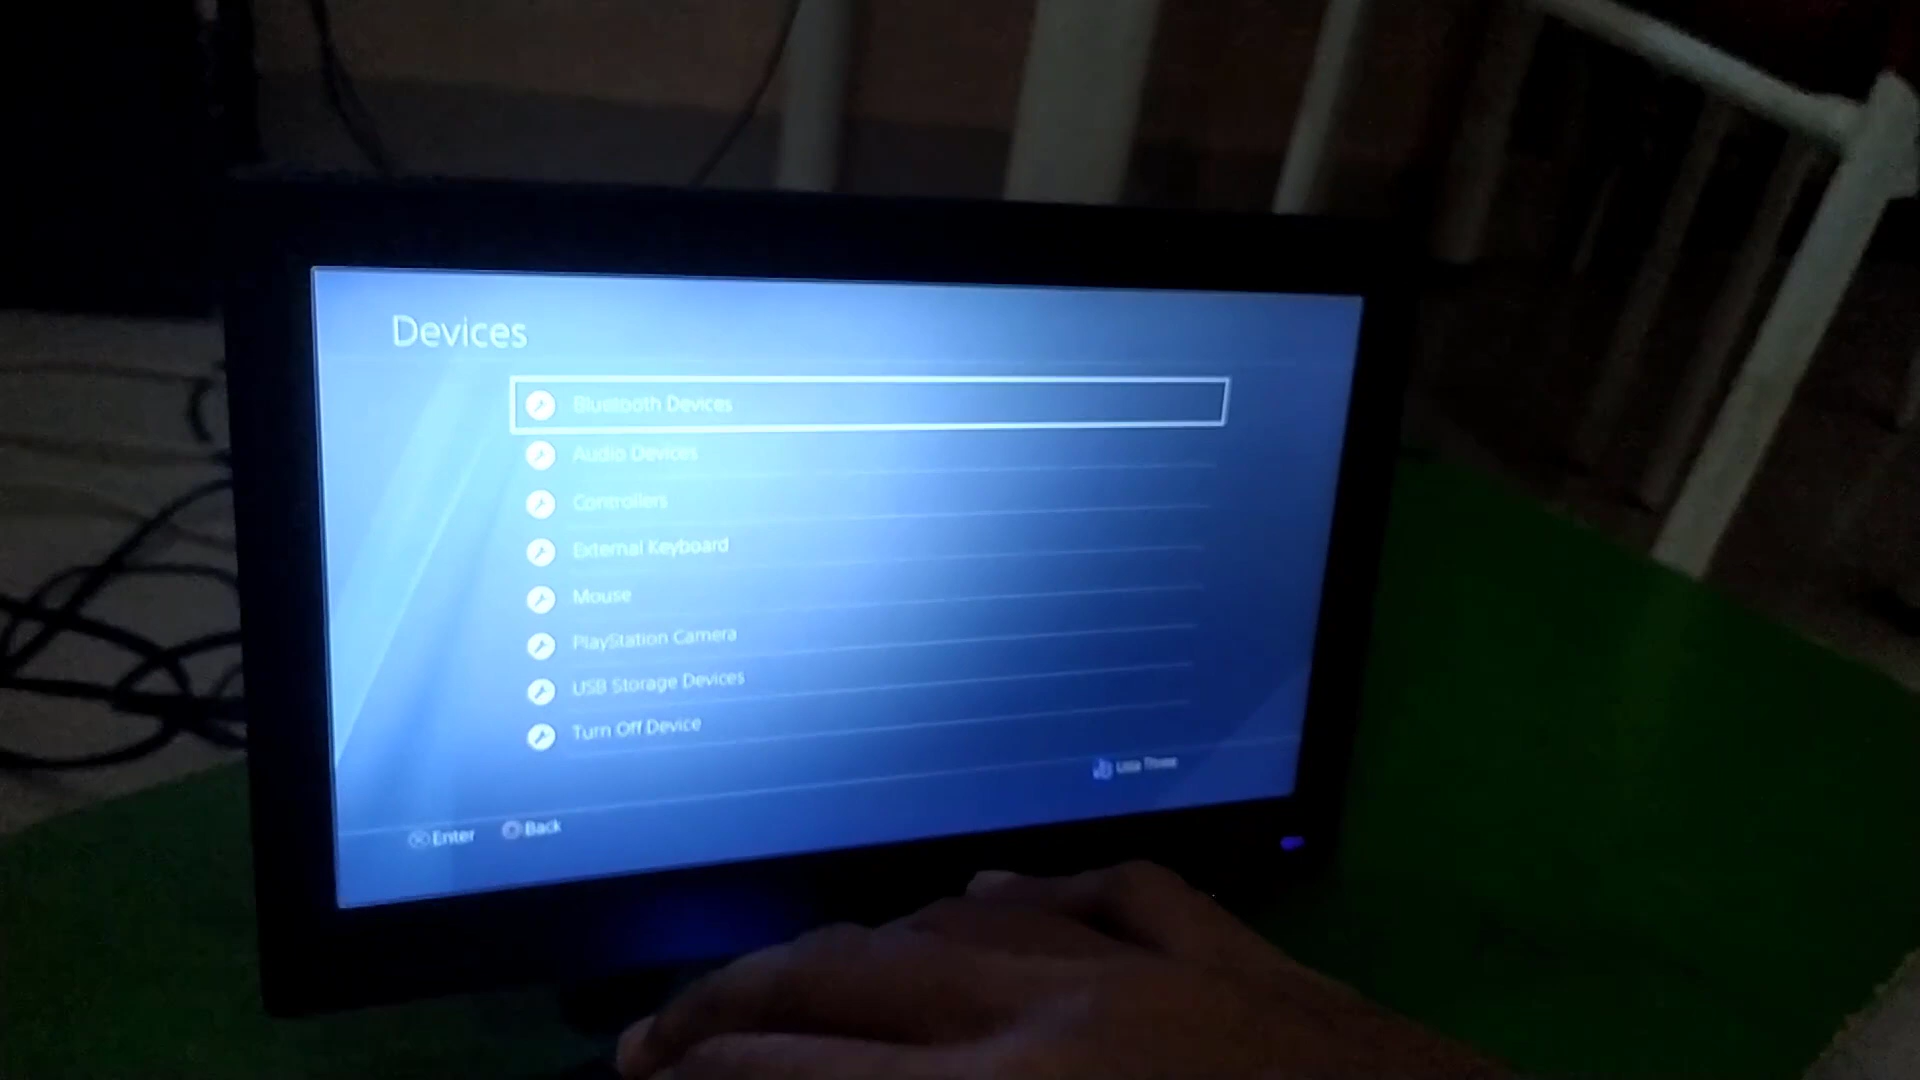 Devices
Bluetooth Devices
Audio Devices
Controllers
External Keyboard
Mouse
PlayStation Camera
USB Storage Devices
Turn Off Device
Enter
Back